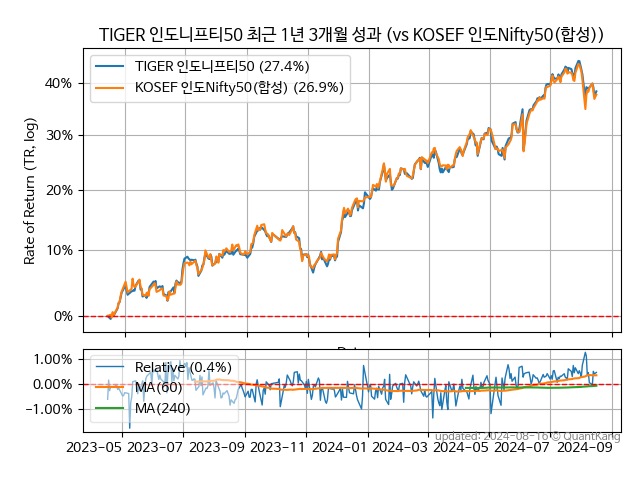 TIGER 인도니프티50 최근 1년 3개월 성과 (vs KOSEF 인도Nifty50(합성))
TIGER 인도니프티50 (27.4%)
KOSEF 인도Nifty50(합성) (26.9%)
Rate of Return (TR, log)
40%
30%
20%
10%
0%
Relative (0.4%)
MA(60)
MA(240)
1.00%
0.00%
−1.00%
2023-05 2023-07 2023-09 2023-11 2024-01 2024-03 2024-05 2024-07 2024-09
updated: 2024-08-16 © QuantKang